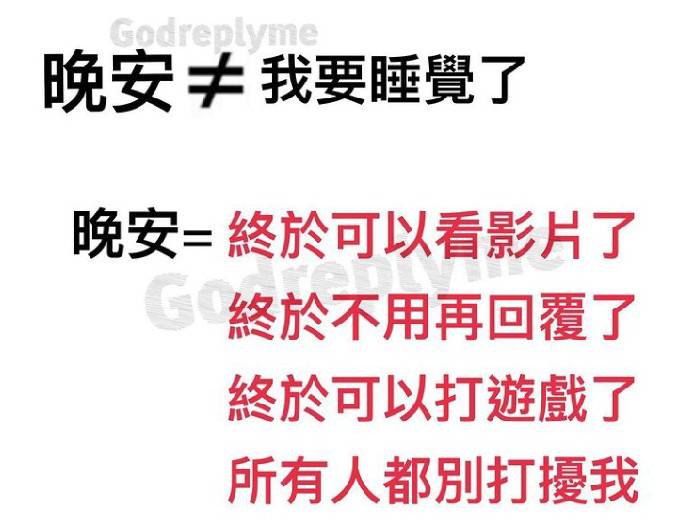 Godreplyme
晚安≠我要睡覺了
晚安=終於可以看影片了
Godreplyme
終於不用再回覆了
終於可以打遊戲了
所有人都別打擾我